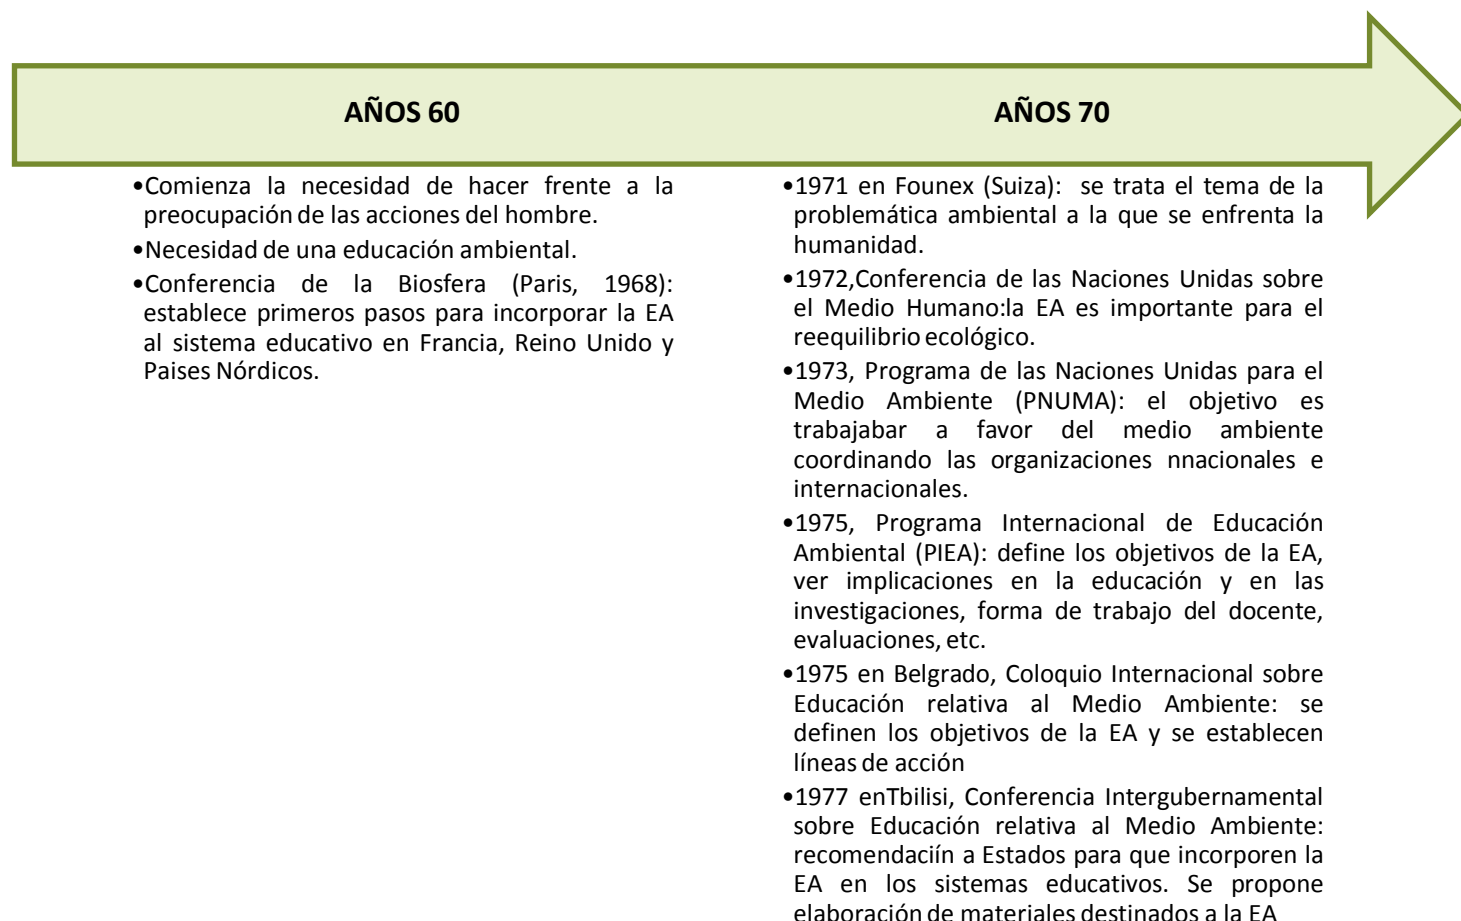 AÑOS 60
•Comienza la necesidad de hacer frente a la
preocupación de las acciones del hombre.
•Necesidad de una educación ambiental.
•Conferencia de la Biosfera (Paris, 1968):
establece primeros pasos para incorporar la EA
al sistema educativo en Francia, Reino Unido y
Paises Nórdicos.
AÑOS 70
•1971 en Founex (Suiza): se trata el tema de la
problemática ambiental a la que se enfrenta la
humanidad.
•1972,Conferencia de las Naciones Unidas sobre
el Medio Humano:la EA es importante para el
reequilibrio ecológico.
•1973, Programa de las Naciones Unidas para el
Medio Ambiente (PNUMA): el objetivo es
trabajabar a favor del medio ambiente
coordinando las organizaciones nnacionales e
internacionales.
•1975, Programa Internacional de Educación
Ambiental (PIEA): define los objetivos de la EA,
ver implicaciones en la educación y en las
investigaciones, forma de trabajo del docente,
evaluaciones, etc.
•1975 en Belgrado, Coloquio Internacional sobre
Educación relativa al Medio Ambiente: se
definen los objetivos de la EA y se establecen
líneas de acción
•1977 enTbilisi, Conferencia Intergubernamental
sobre Educación relativa al Medio Ambiente:
recomendaciín a Estados para que incorporen la
EA en los sistemas educativos. Se propone
elaboración de materiales destinados a la EA